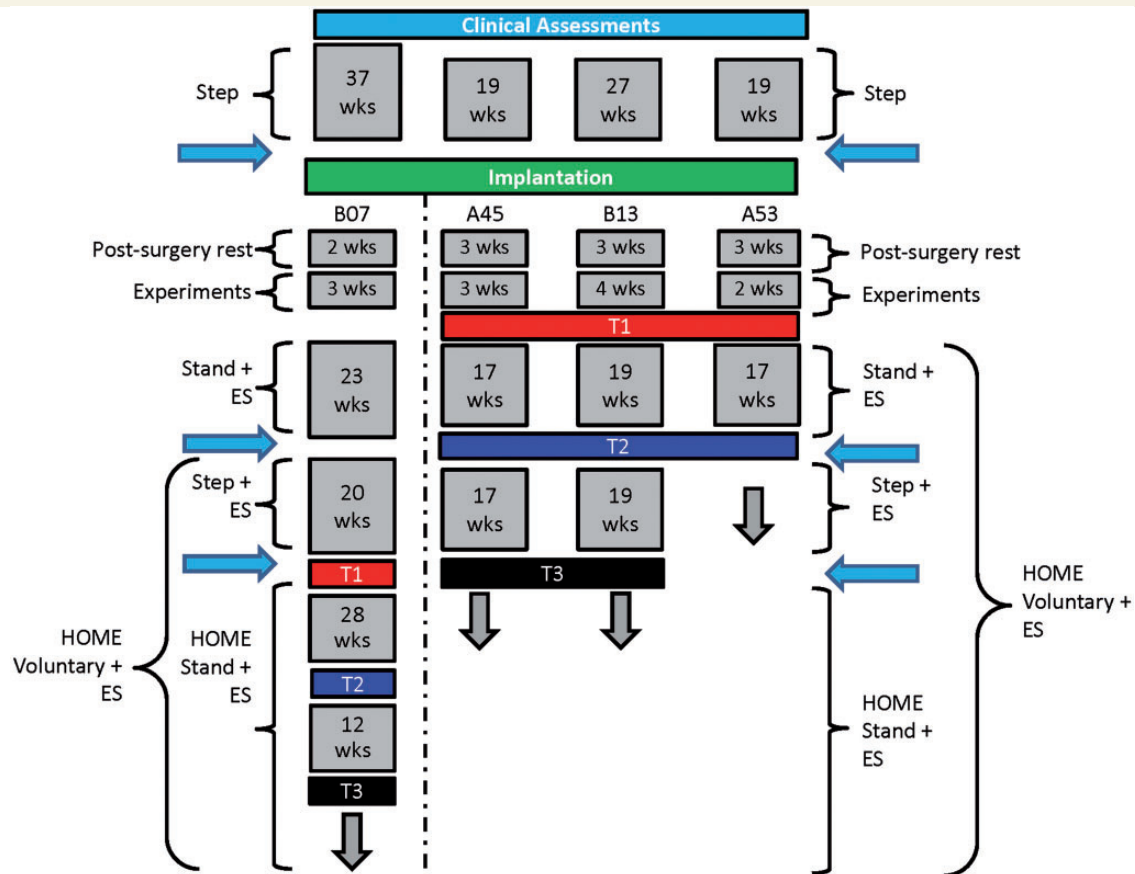 Clinical Assessments
Step
37
wks
19
wks
27
wks
19
wks
Step
Implantation
B07
A45
B13
A53
Post-surgery rest
2 wks
3 wks
3 wks
3 wks
Post-surgery rest
Experiments
3 wks
3 wks
4 wks
2 wks
Experiments
T1
Stand +
ES
23
wks
17
wks
19
wks
17
wks
Stand +
ES
T2
Step +
ES
20
wks
17
wks
19
wks
Step +
ES
T1
T3
HOME
Voluntary +
ES
HOME
Stand +
ES
28
wks
T2
12
wks
T3
HOME
Stand +
ES
HOME
Voluntary +
ES